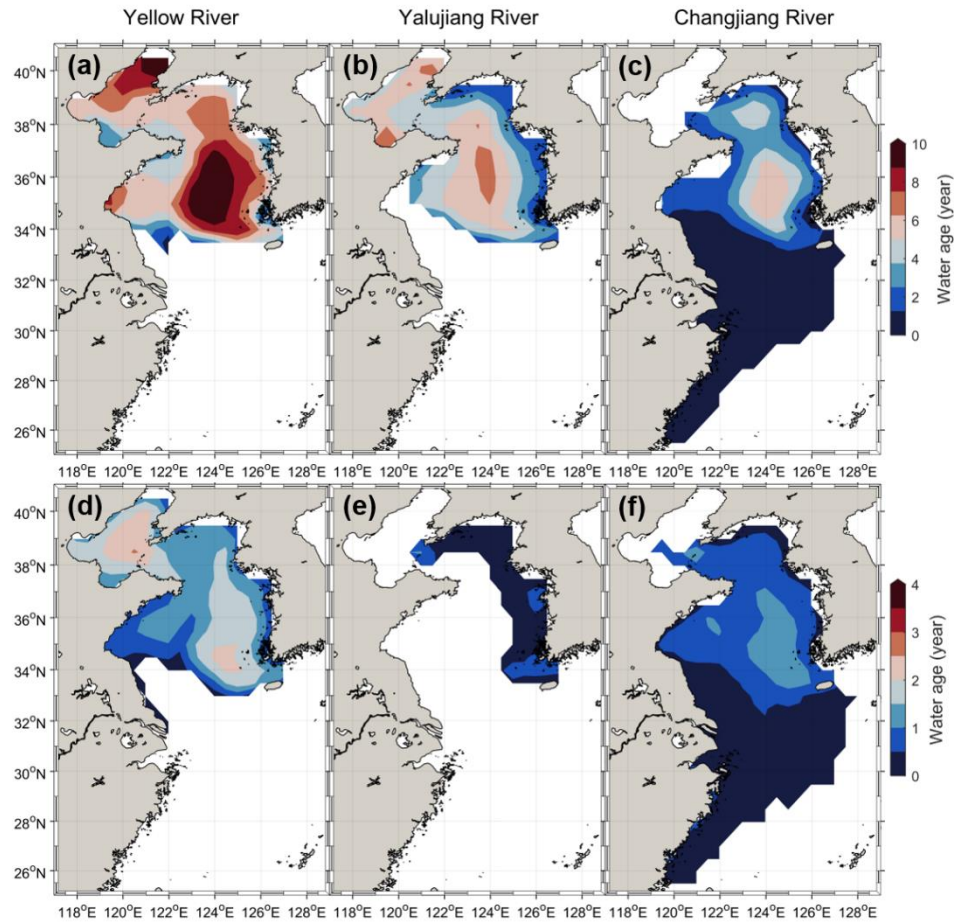 Yellow River Yalujiang River Changjiang River
(a) (b) (c)
40°N
38°N
36°N
34°N
32°N
30°N
28°N
26°N
10
8
6
4
2
0
Water age (year)
118°E 120°E 122°E 124°E 126°E 128°E 118°E 120°E 122°E 124°E 126°E 128°E 118°E 120°E 122°E 124°E 126°E 128°E
(d) (e) (f)
40°N
38°N
36°N
34°N
32°N
30°N
28°N
26°N
4
3
2
1
0
Water age (year)
118°E 120°E 122°E 124°E 126°E 128°E 118°E 120°E 122°E 124°E 126°E 128°E 118°E 120°E 122°E 124°E 126°E 128°E